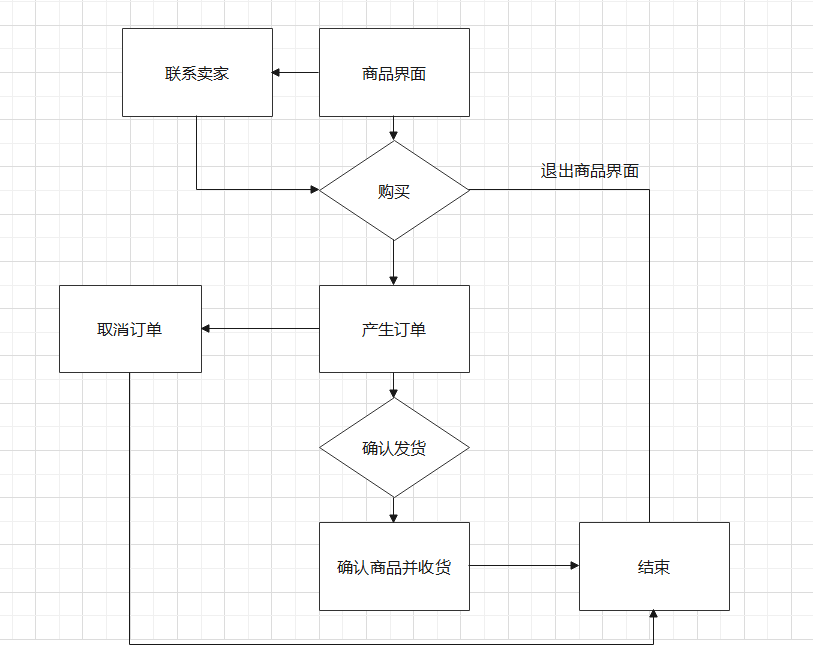 联系卖家
商品界面
购买
退出商品界面
取消订单
产生订单
确认发货
确认商品并收货
结束